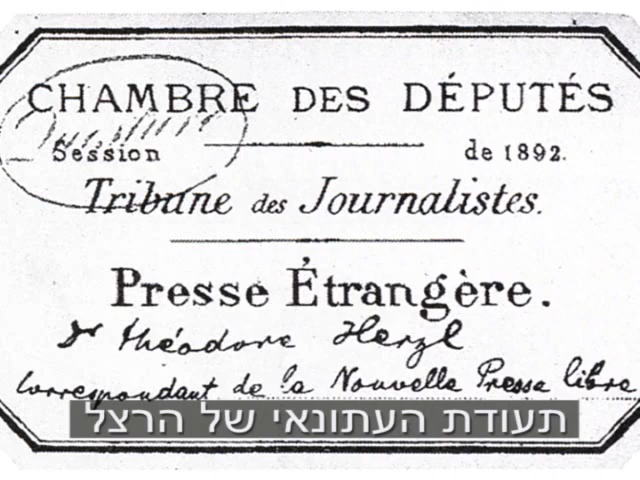 CHAMBRE DES DÉPUTÉS
Session de 1892.
Tribune des Journalistes.
Presse Étrangère.
Dr Théodore Herzl
Correspondant de la Nouvelle Presse libre
תעודת העתונאי של הרצל